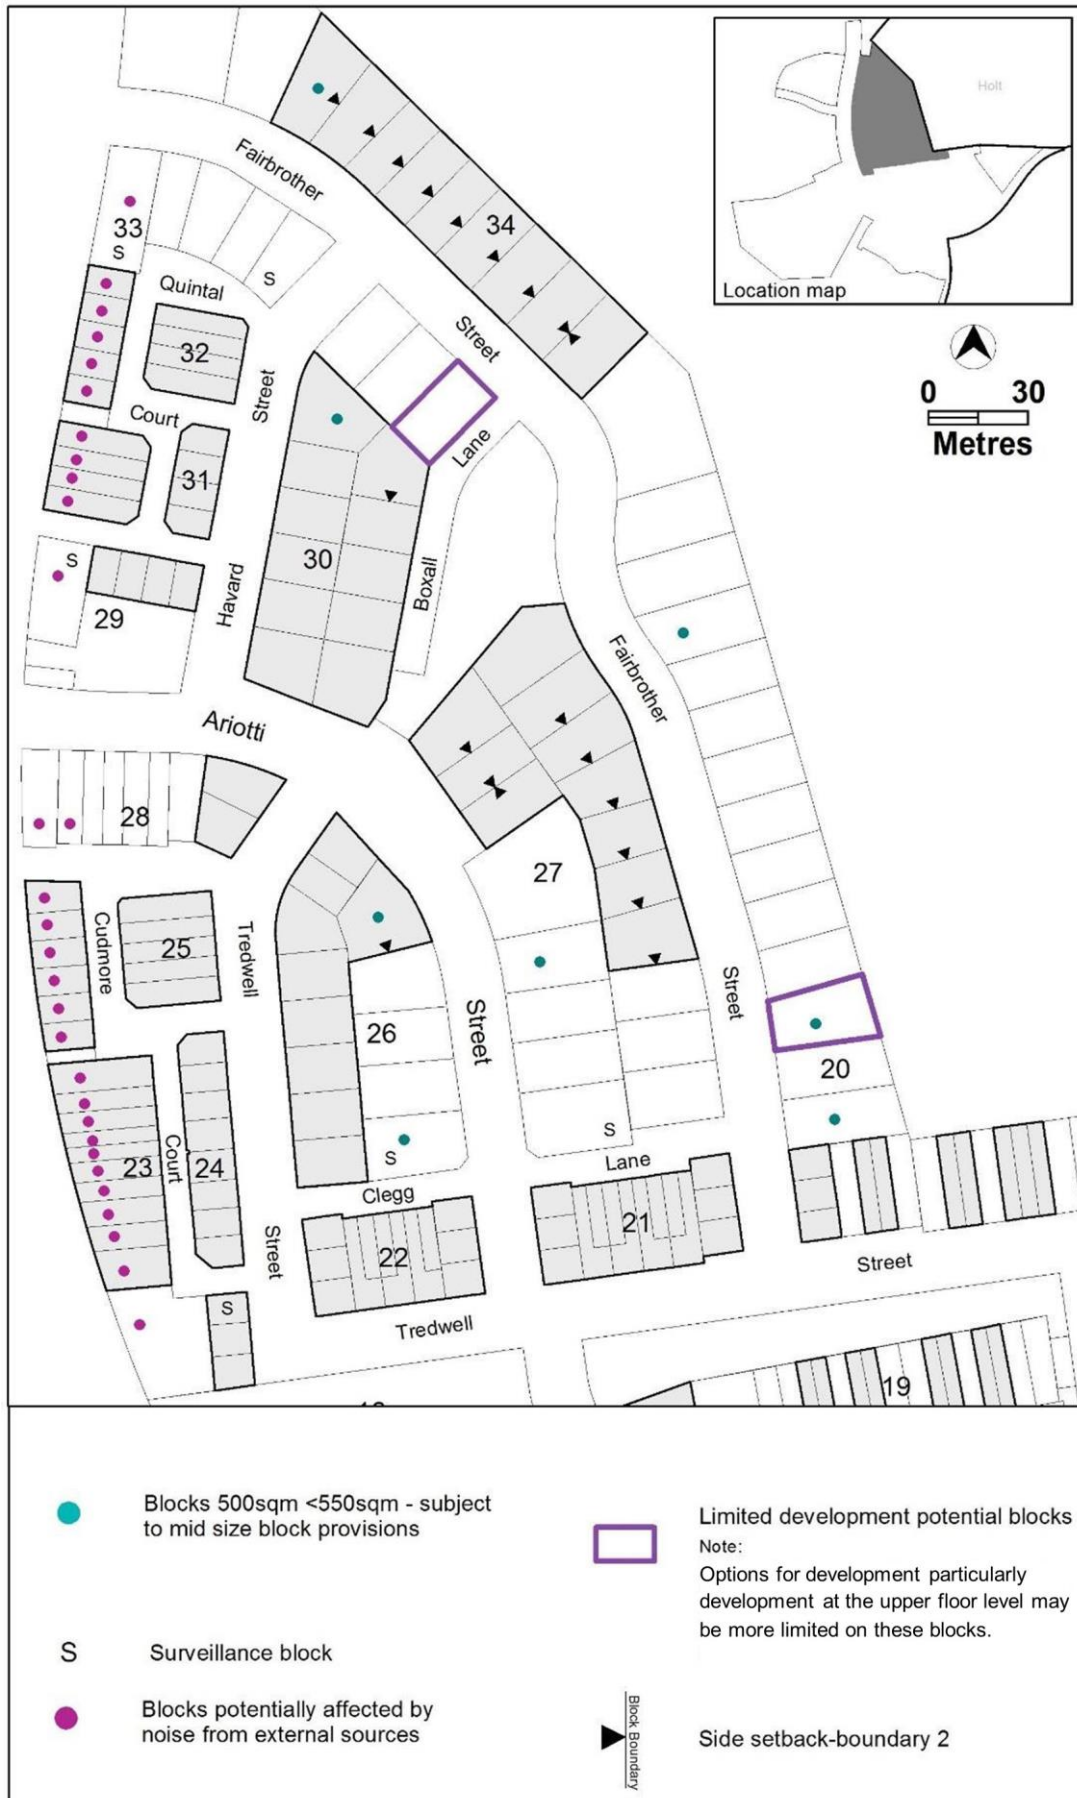 Holt
Location map
0 30
Metres
Fairbrother
34
33
S
S
Quintal
Street
32
Street
Court
Lane
31
30
S
Boxall
Havard
29
Fairbrother
Ariotti
28
27
Cudmore
25
Tredwell
Street
Street
26
20
S
S
Lane
23
Court
24
Clegg
21
22
Street
Street
S
Tredwell
19
Blocks 500sqm <550sqm - subject
to mid size block provisions
Limited development potential blocks
Note:
Options for development particularly
development at the upper floor level may
be more limited on these blocks.
S
Surveillance block
Blocks potentially affected by
noise from external sources
Block Boundary
Side setback-boundary 2